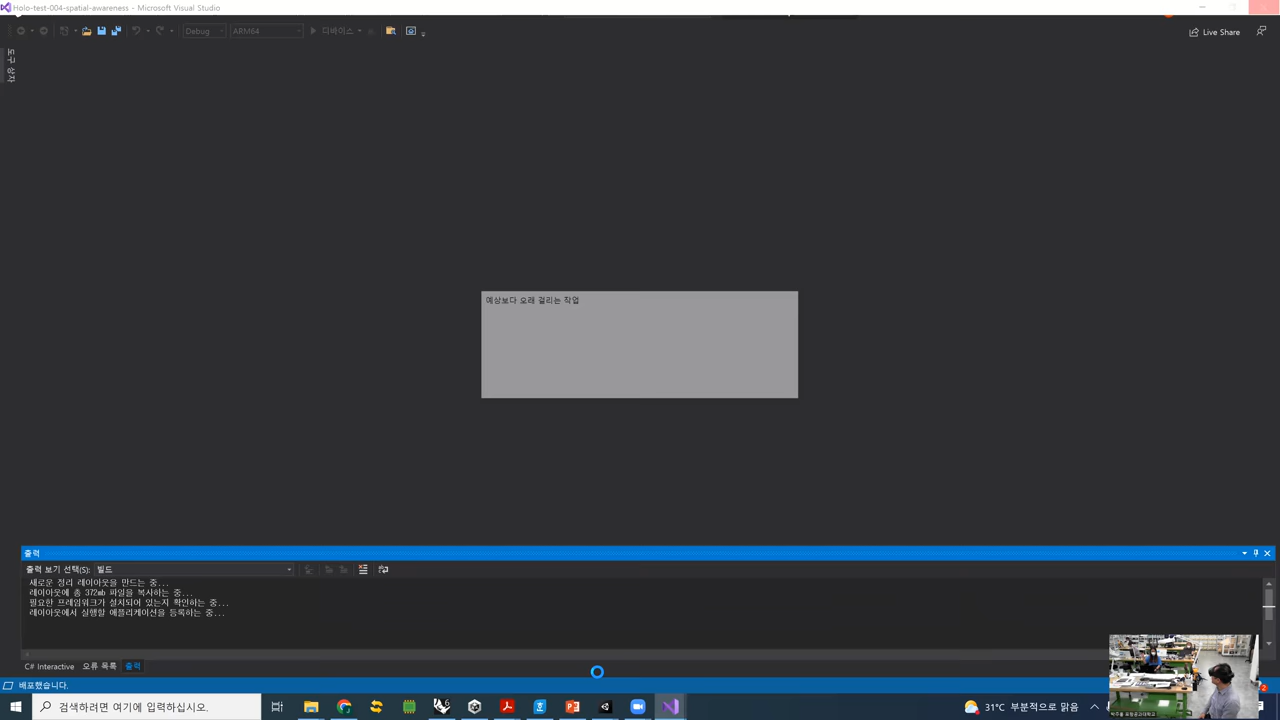 Holo-test-004-spatial-awareness - Microsoft Visual Studio
Debug
ARM64
디바이스
Live Share
도구 상자
예상보다 오래 걸리는 작업
출력
출력 보기 선택(S): 빌드
새로운 정리 레이아웃을 만드는 중...
레이아웃에 총 372mb 파일을 복사하는 중...
필요한 프레임워크가 설치되어 있는지 확인하는 중...
레이아웃에서 실행할 애플리케이션을 등록하는 중...
C# Interactive 오류 목록 출력
배포했습니다.
검색하려면 여기에 입력하십시오.
31°C 부분적으로 맑음